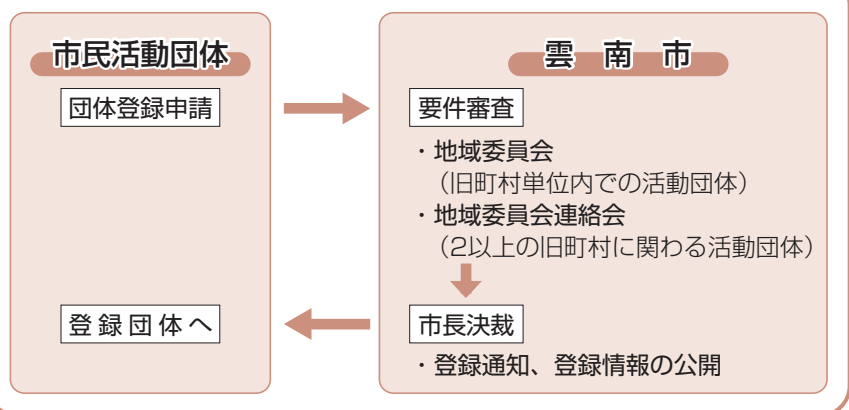 市民活動団体
団体登録申請
登録団体へ
雲南市
要件審査
・地域委員会
（旧町村単位内での活動団体）
・地域委員会連絡会
（2以上の旧町村に関わる活動団体）
市長決裁
・登録通知、登録情報の公開